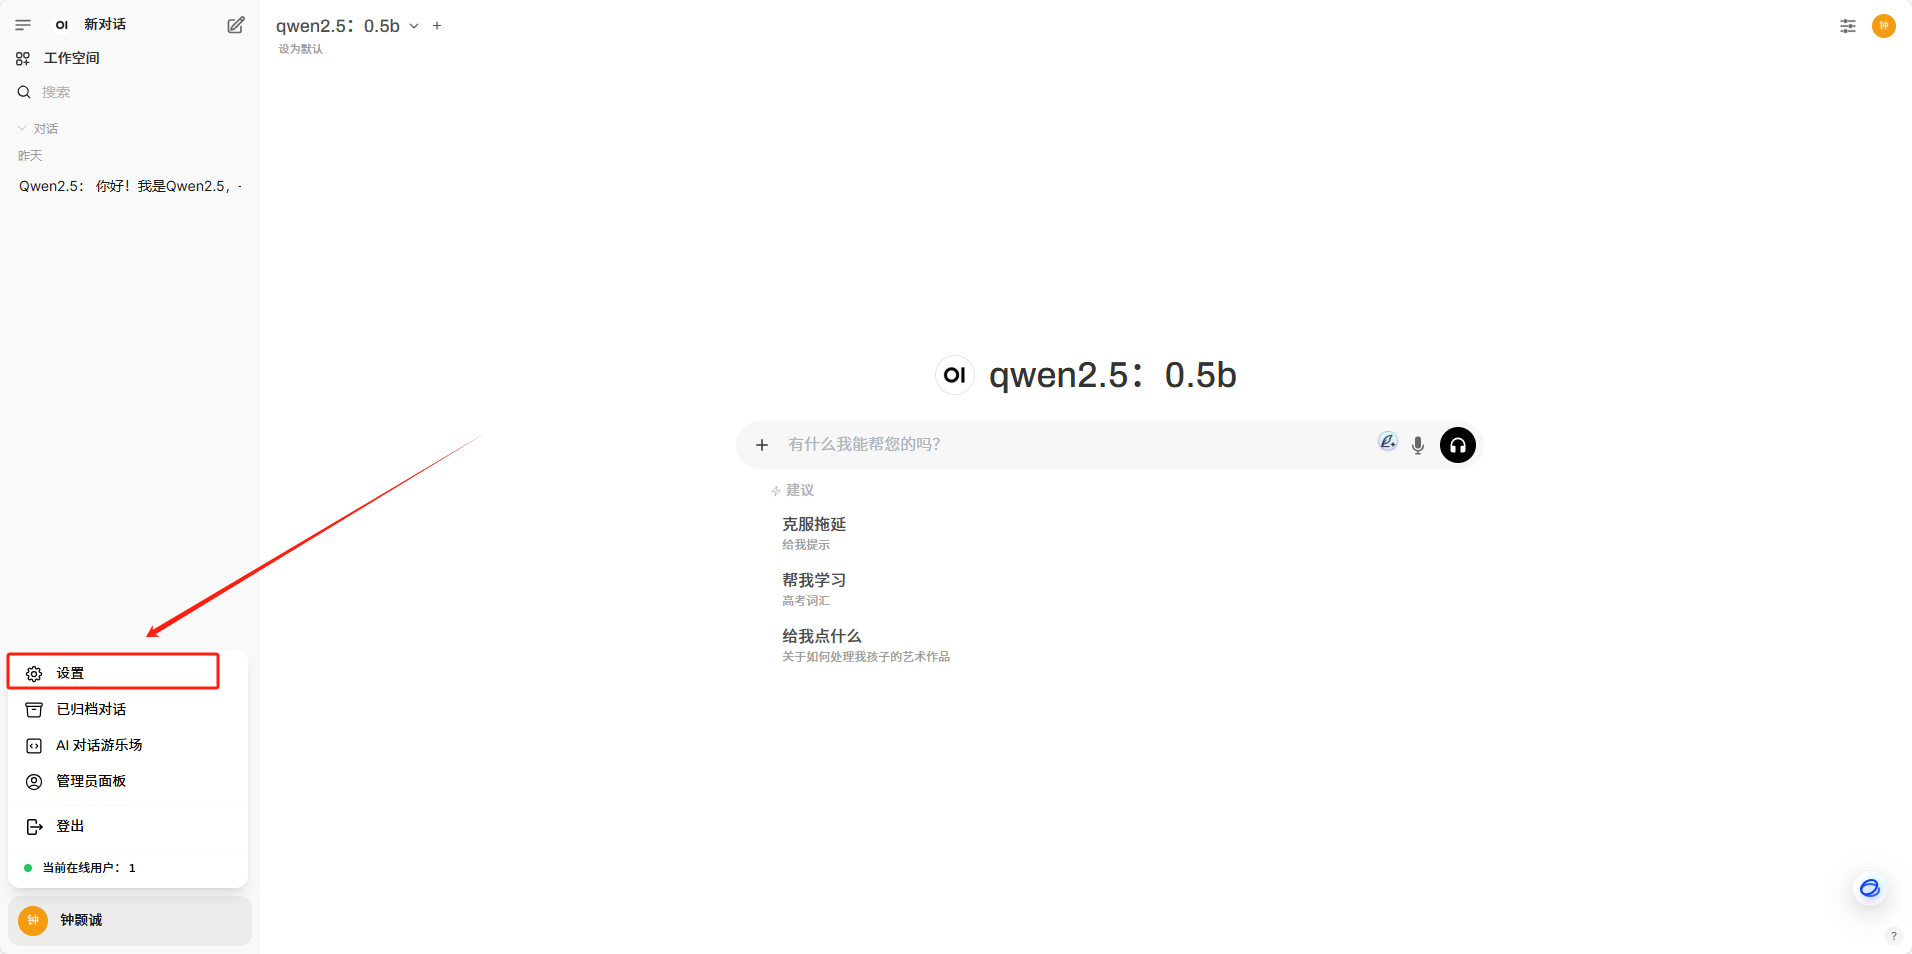 OI 新对话
工作空间
搜索
对话
昨天
Qwen2.5： 你好！我是Qwen2.5，-
设置
已归档对话
AI 对话游乐场
管理员面板
登出
当前在线用户： 1
钟 钟颢诚
qwen2.5：0.5b
设为默认
钟
OI qwen2.5：0.5b
有什么我能帮您的吗？
建议
克服拖延
给我提示
帮我学习
高考词汇
给我点什么
关于如何处理我孩子的艺术作品
?